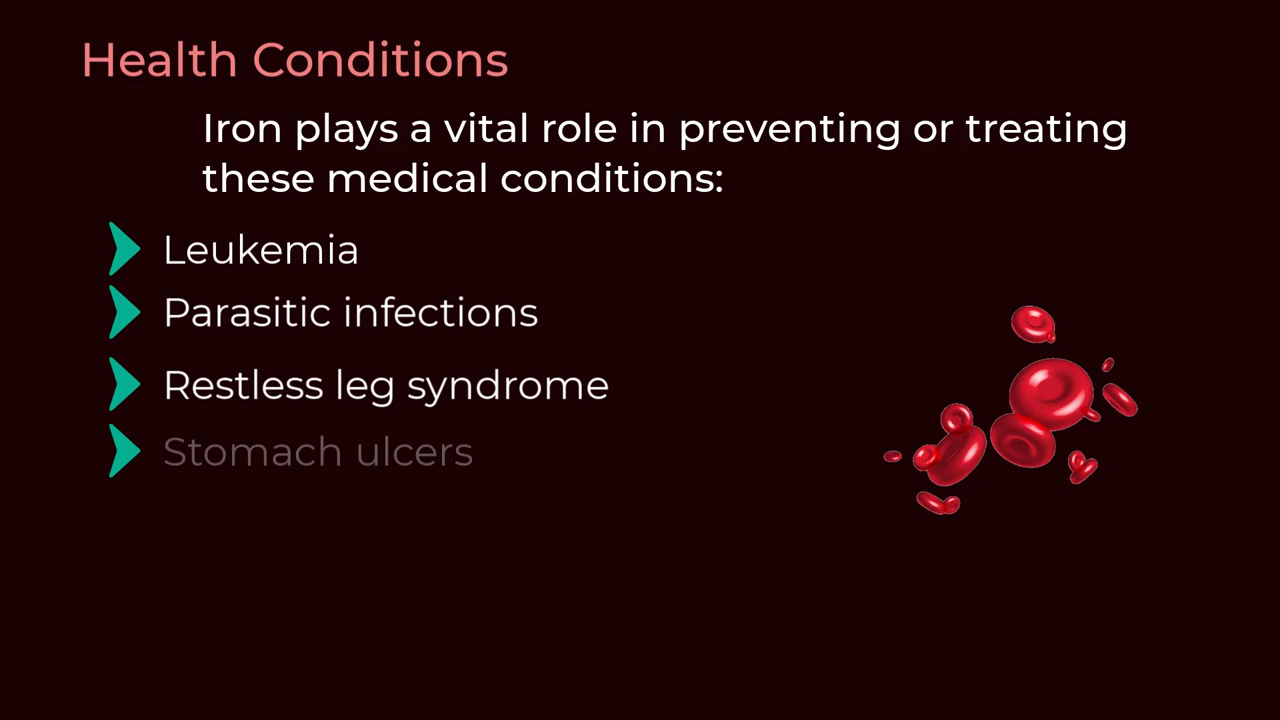 Health Conditions
Iron plays a vital role in preventing or treating
these medical conditions:
Leukemia
Parasitic infections
Restless leg syndrome
Stomach ulcers